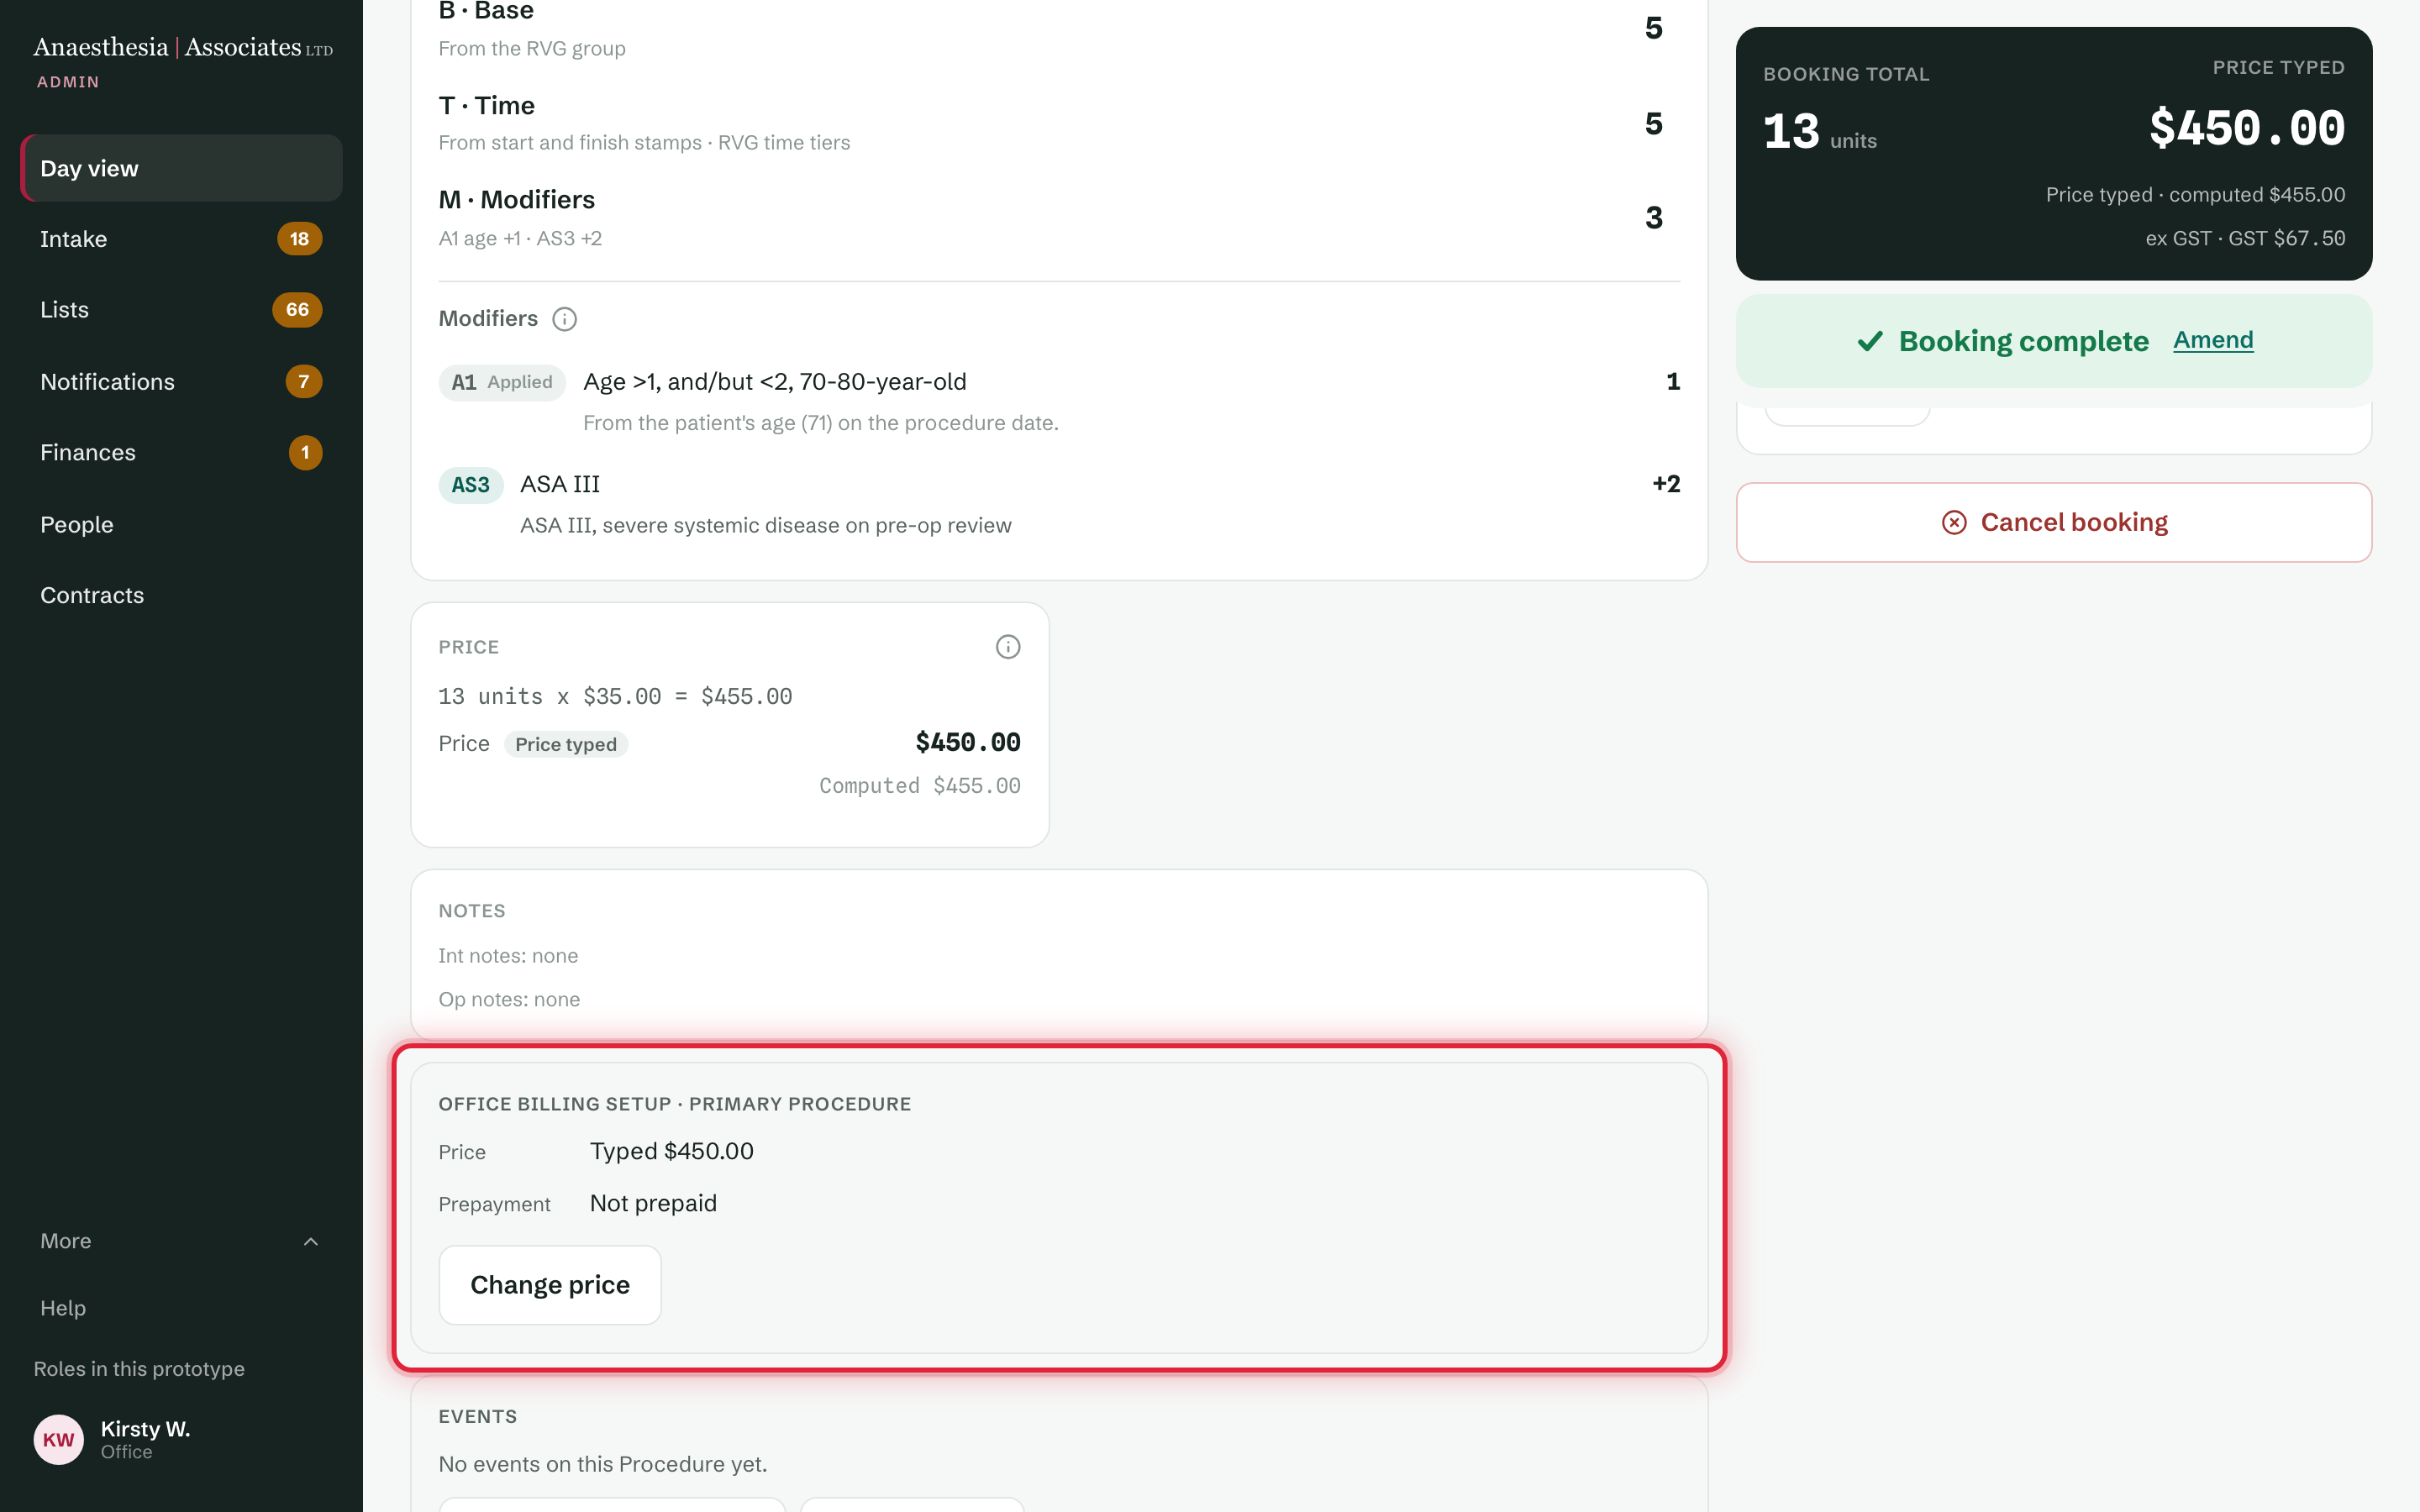 Anaesthesia | Associates LTD
ADMIN
Day view
Intake 18
Lists 66
Notifications 7
Finances 1
People
Contracts
More
Help
Roles in this prototype
KW Kirsty W.
Office
B · Base 5
From the RVG group
T · Time 5
From start and finish stamps · RVG time tiers
M · Modifiers 3
A1 age +1 · AS3 +2
Modifiers
A1 Applied Age >1, and/but <2, 70-80-year-old 1
From the patient's age (71) on the procedure date.
AS3 ASA III +2
ASA III, severe systemic disease on pre-op review
PRICE
13 units x $35.00 = $455.00
Price Price typed $450.00
Computed $455.00
NOTES
Int notes: none
Op notes: none
OFFICE BILLING SETUP · PRIMARY PROCEDURE
Price Typed $450.00
Prepayment Not prepaid
Change price
EVENTS
No events on this Procedure yet.
BOOKING TOTAL PRICE TYPED
13 units $450.00
Price typed · computed $455.00
ex GST · GST $67.50
Booking complete Amend
Cancel booking